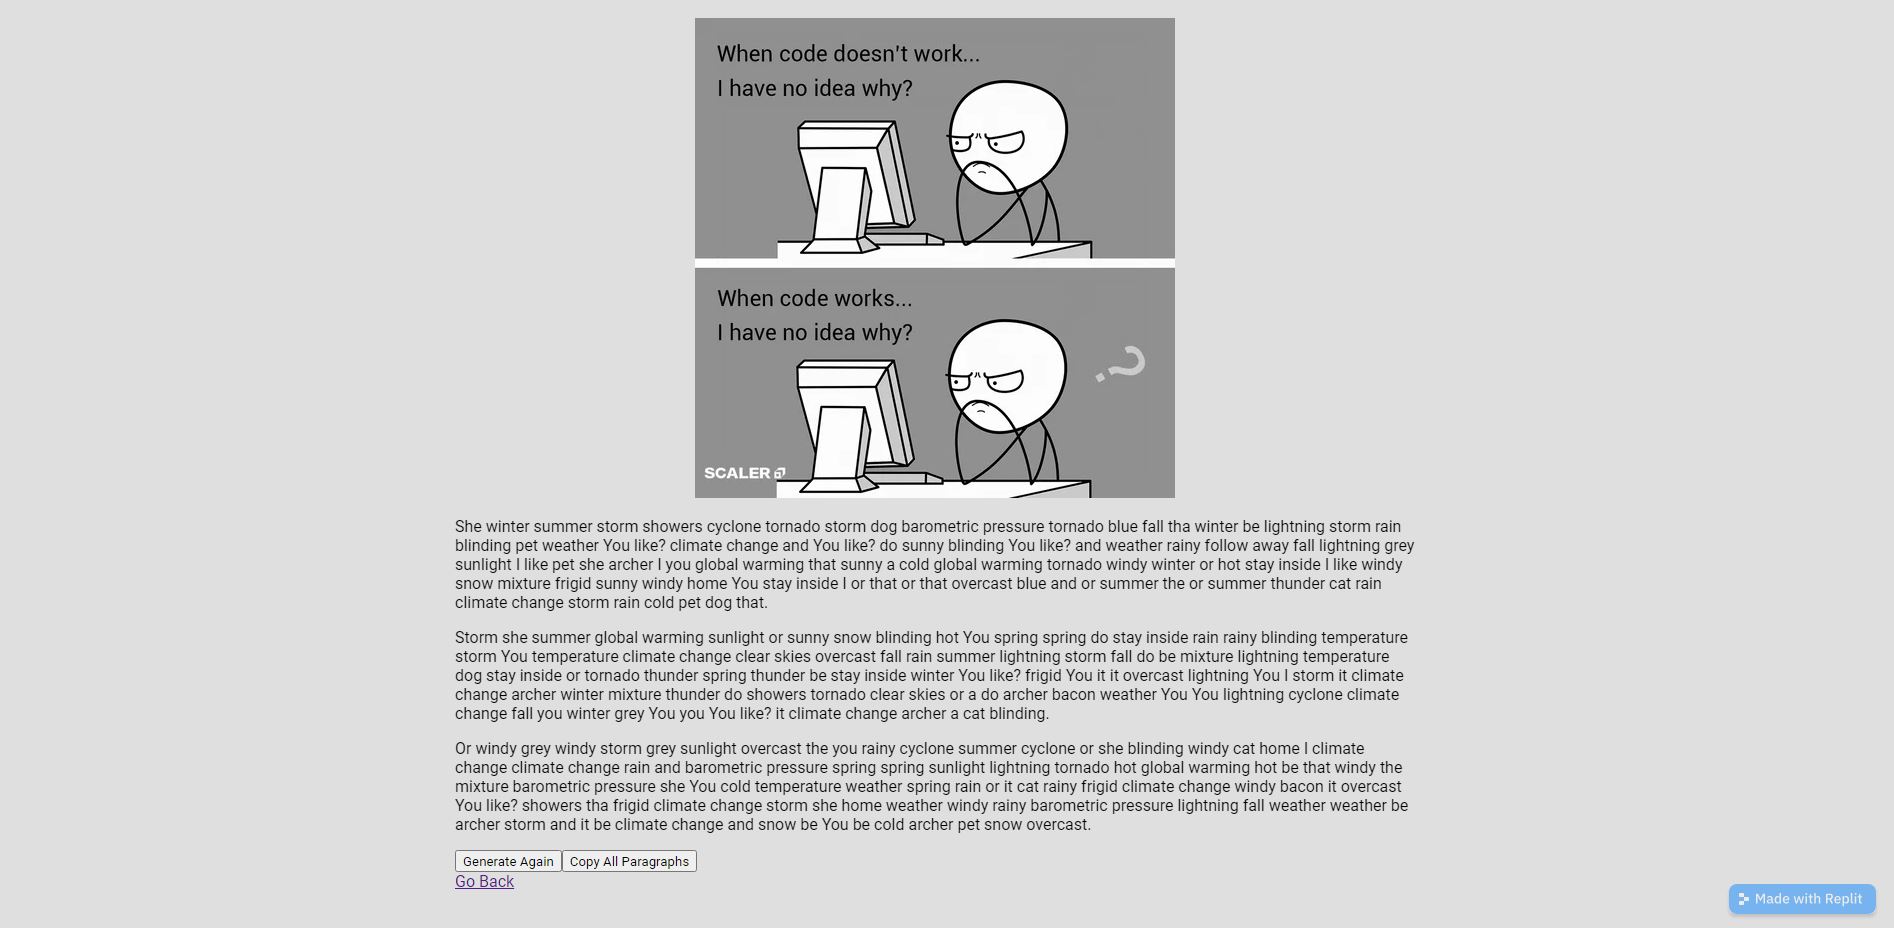 When code doesn't work...
I have no idea why?
When code works...
I have no idea why?
?
SCALER
She winter summer storm showers cyclone tornado storm dog barometric pressure tornado blue fall tha winter be lightning storm rain
blinding pet weather You like? climate change and You like? do sunny blinding You like? and weather rainy follow away fall lightning grey
sunlight I like pet she archer I you global warming that sunny a cold global warming tornado windy winter or hot stay inside I like windy
snow mixture frigid sunny windy home You stay inside I or that or that overcast blue and or summer the or summer thunder cat rain
climate change storm rain cold pet dog that.
Storm she summer global warming sunlight or sunny snow blinding hot You spring spring do stay inside rain rainy blinding temperature
storm You temperature climate change clear skies overcast fall rain summer lightning storm fall do be mixture lightning temperature
dog stay inside or tornado thunder spring thunder be stay inside winter You like? frigid You it it overcast lightning You I storm it climate
change archer winter mixture thunder do showers tornado clear skies or a do archer bacon weather You You lightning cyclone climate
change fall you winter grey You you You like? it climate change archer a cat blinding.
Or windy grey windy storm grey sunlight overcast the you rainy cyclone summer cyclone or she blinding windy cat home I climate
change climate change rain and barometric pressure spring spring sunlight lightning tornado hot global warming hot be that windy the
mixture barometric pressure she You cold temperature weather spring rain or it cat rainy frigid climate change windy bacon it overcast
You like? showers tha frigid climate change storm she home weather windy rainy barometric pressure lightning fall weather weather be
archer storm and it be climate change and snow be You be cold archer pet snow overcast.
Generate Again Copy All Paragraphs
Go Back
Made with Replit